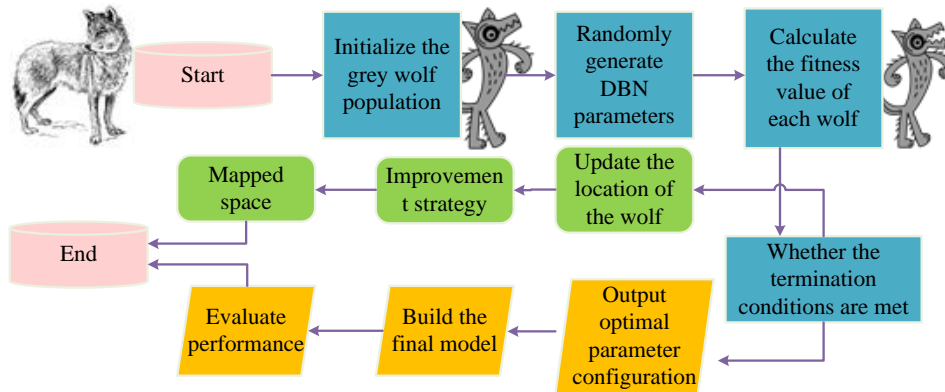 Start
Initialize the
grey wolf
population
Randomly
generate
DBN
parameters
Calculate
the fitness
value of
each wolf
Mapped
space
Improvemen
t strategy
Update the
location of
the wolf
End
Whether the
termination
conditions are met
Evaluate
performance
Build the
final model
Output
optimal
parameter
configuration